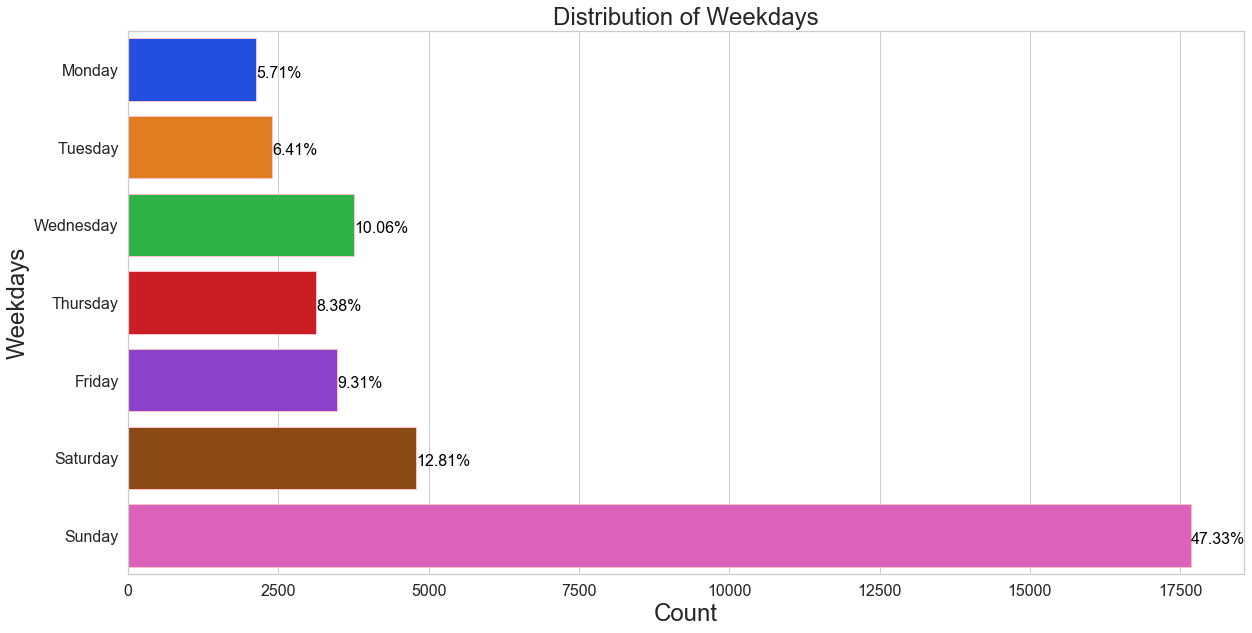 Distribution of Weekdays
Weekdays
Monday
5.71%
Tuesday
6.41%
Wednesday
10.06%
Thursday
8.38%
Friday
9.31%
Saturday
12.81%
Sunday
47.33%
0 2500 5000 7500 10000 12500 15000 17500
Count